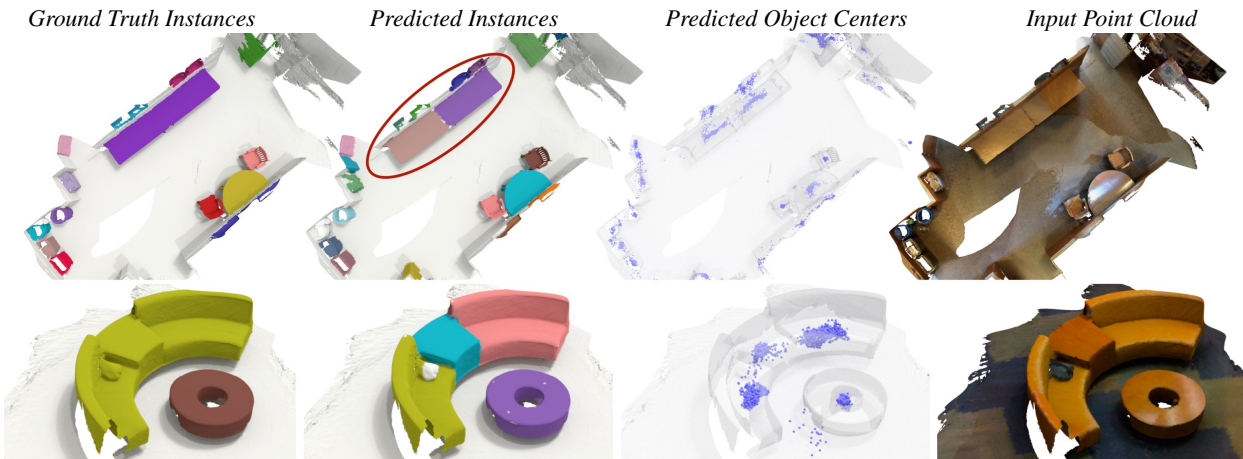 Ground Truth Instances
Predicted Instances
Predicted Object Centers
Input Point Cloud